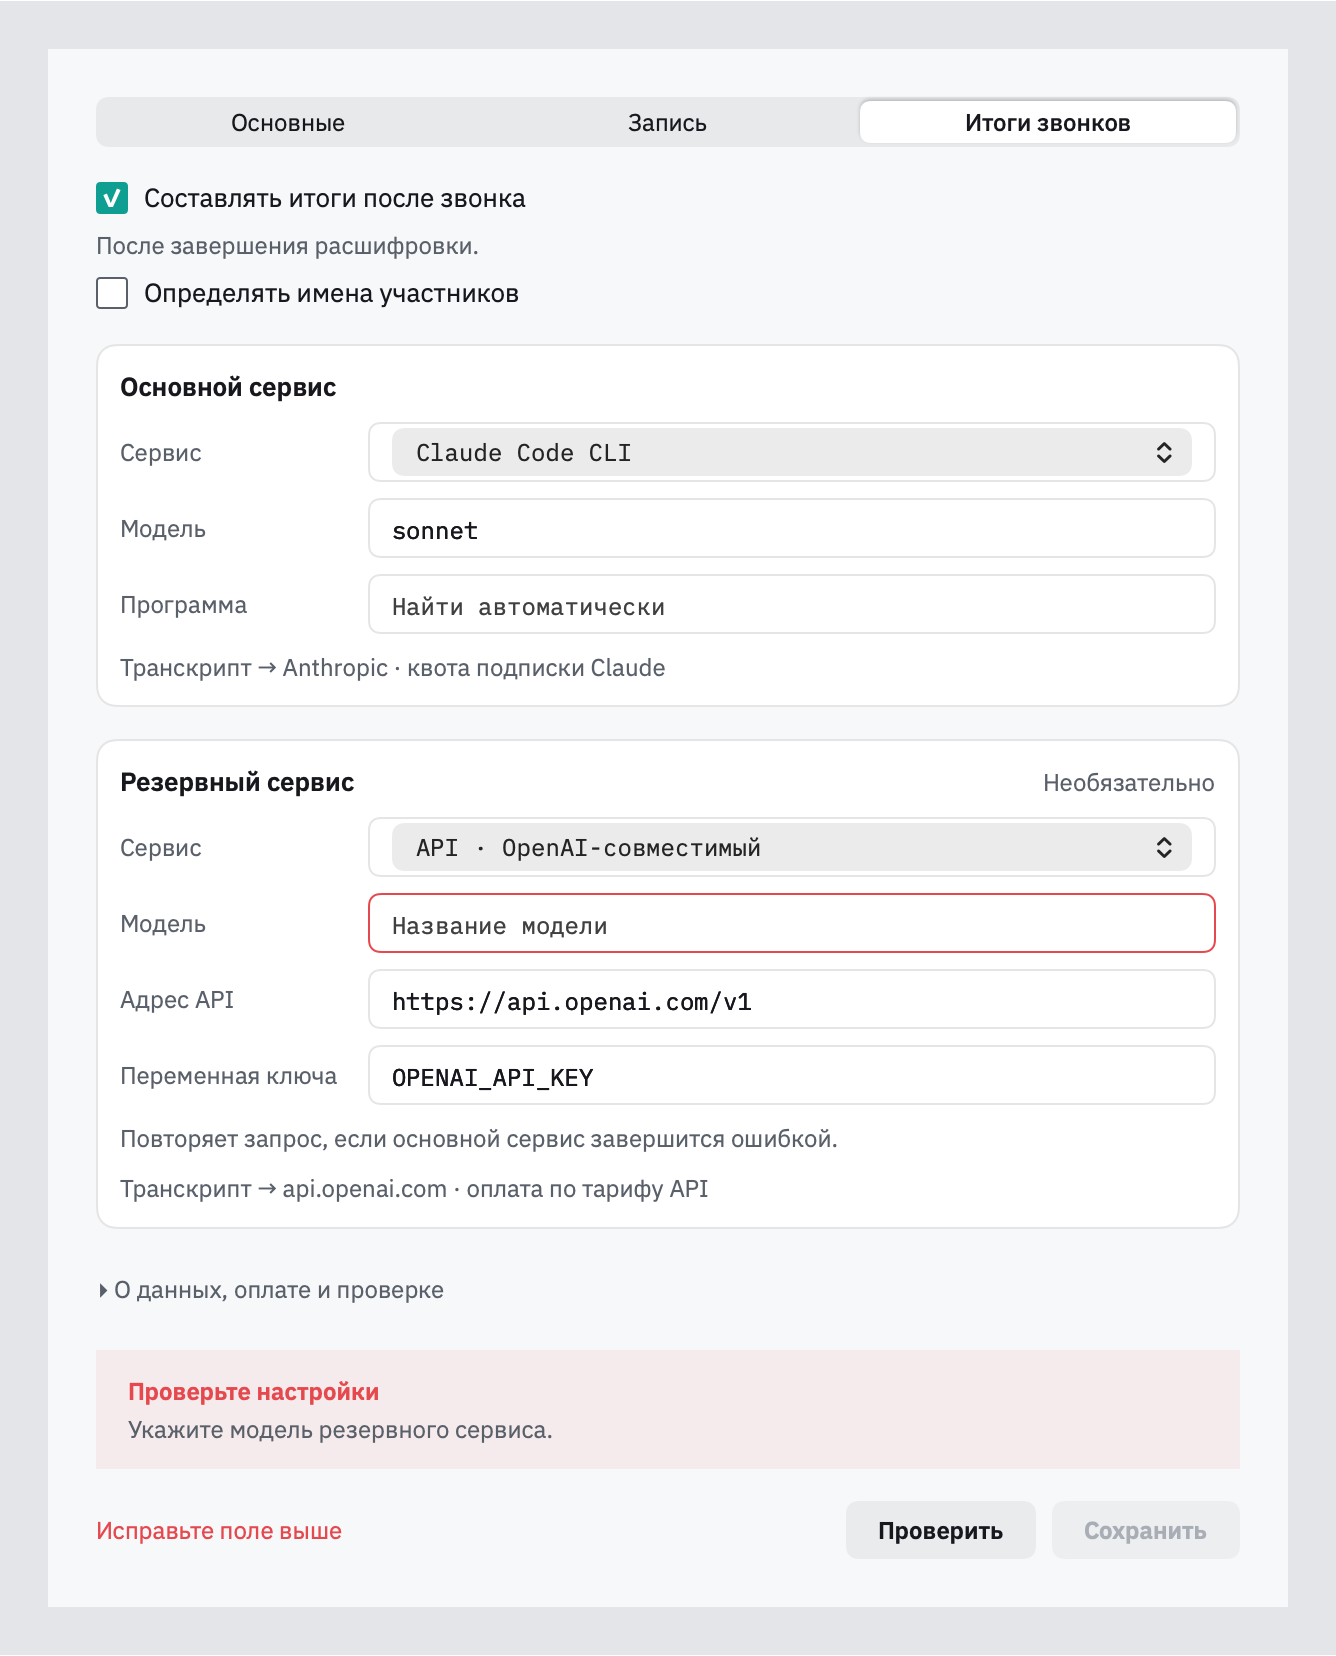 Основные
Запись
Итоги звонков
Составлять итоги после звонка
После завершения расшифровки.
Определять имена участников
Основной сервис
Сервис
Claude Code CLI
Модель
sonnet
Программа
Найти автоматически
Транскрипт → Anthropic · квота подписки Claude
Резервный сервис
Необязательно
Сервис
API · OpenAI-совместимый
Модель
Название модели
Адрес API
https://api.openai.com/v1
Переменная ключа
OPENAI_API_KEY
Повторяет запрос, если основной сервис завершится ошибкой.
Транскрипт → api.openai.com · оплата по тарифу API
О данных, оплате и проверке
Проверьте настройки
Укажите модель резервного сервиса.
Исправьте поле выше
Проверить
Сохранить